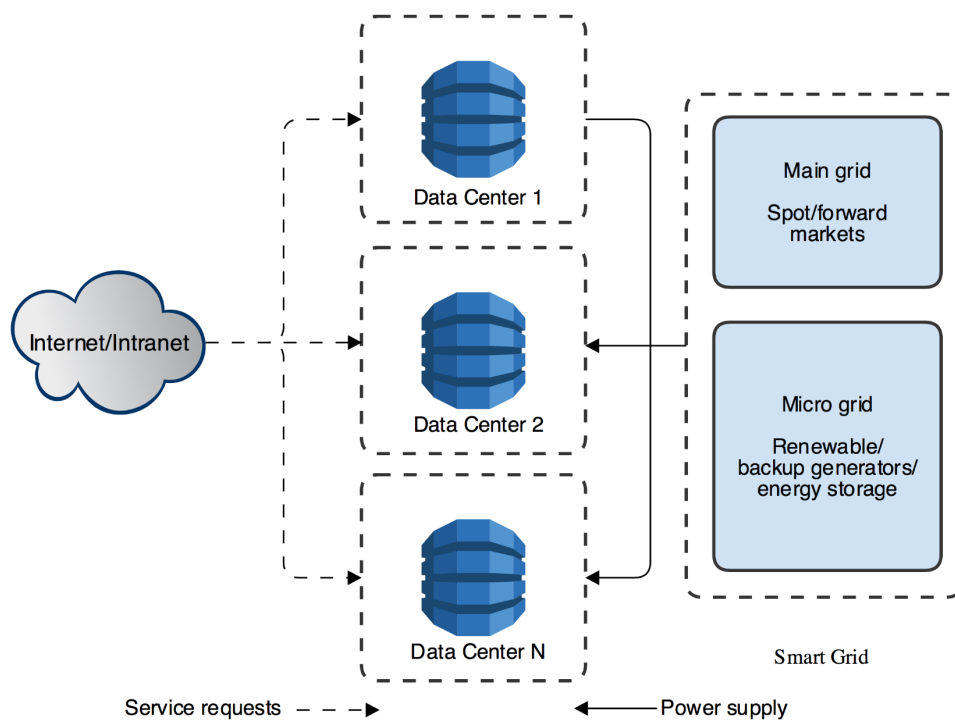 Data Center 1
Internet/Intranet
Data Center 2
Data Center N
Main grid
Spot/forward
markets
Micro grid
Renewable/
backup generators/
energy storage
Smart Grid
Service requests
Power supply